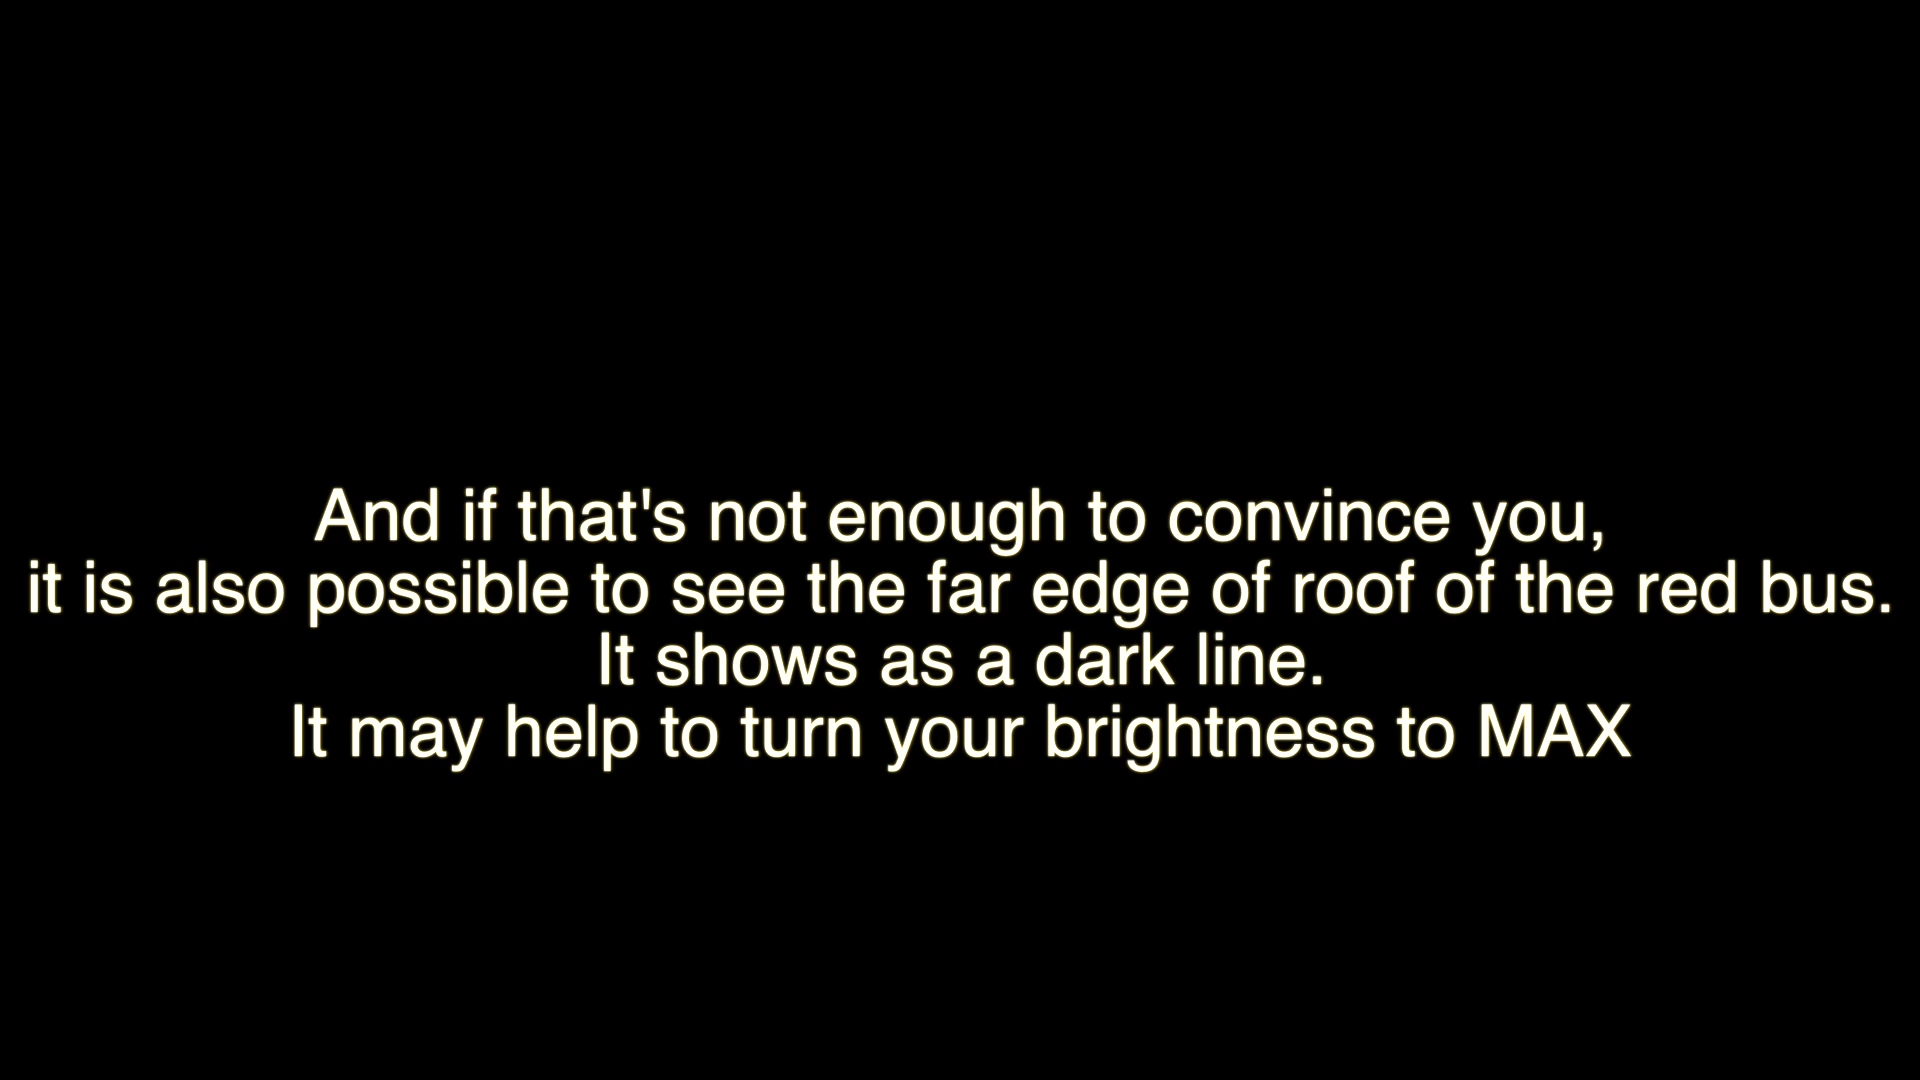 And if that's not enough to convince you,
it is also possible to see the far edge of roof of the red bus.
It shows as a dark line.
It may help to turn your brightness to MAX